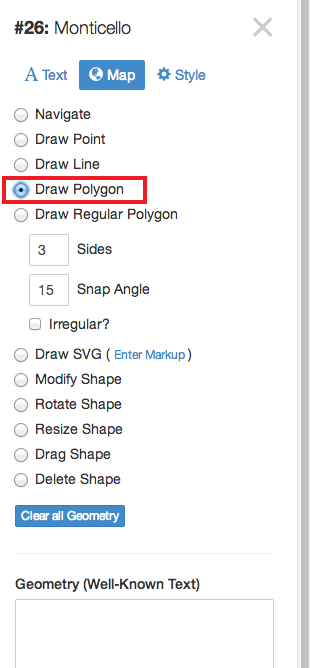 #26: Monticello
A Text Map Style
Navigate
Draw Point
Draw Line
Draw Polygon
Draw Regular Polygon
3 Sides
15 Snap Angle
Irregular?
Draw SVG ( Enter Markup )
Modify Shape
Rotate Shape
Resize Shape
Drag Shape
Delete Shape
Clear all Geometry
Geometry (Well-Known Text)